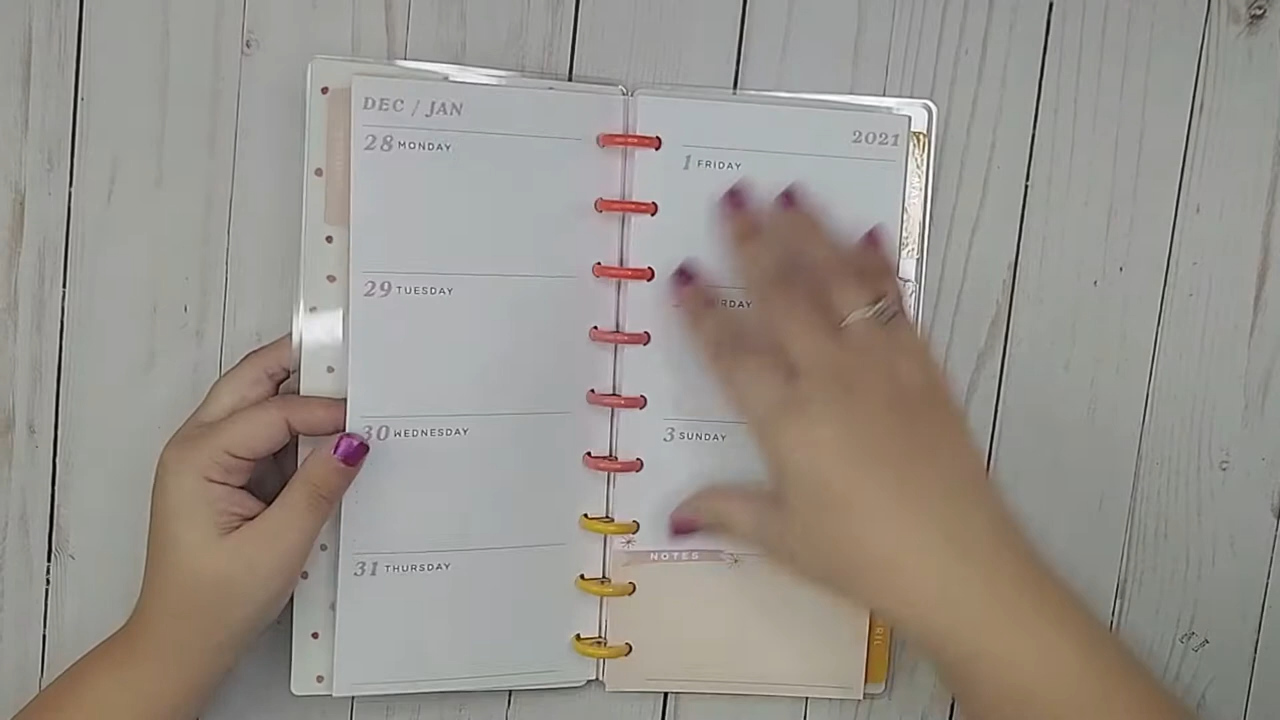 DEC / JAN
28 MONDAY
29 TUESDAY
30 WEDNESDAY
31 THURSDAY
2021
1 FRIDAY
3 SUNDAY
NOTES